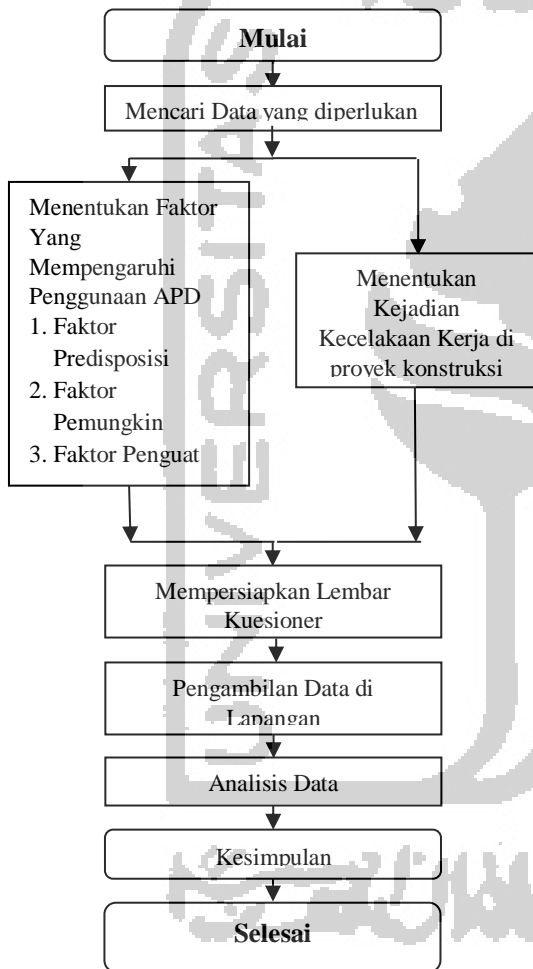 Mulai
Mencari Data yang diperlukan
Menentukan Faktor
Yang
Mempengaruhi
Penggunaan APD
1. Faktor
Predisposisi
2. Faktor
Pemungkin
3. Faktor Penguat
Menentukan
Kejadian
Kecelakaan Kerja di
proyek konstruksi
Mempersiapkan Lembar
Kuesioner
Pengambilan Data di
Lapangan
Analisis Data
Kesimpulan
Selesai
UNIVERSITAS